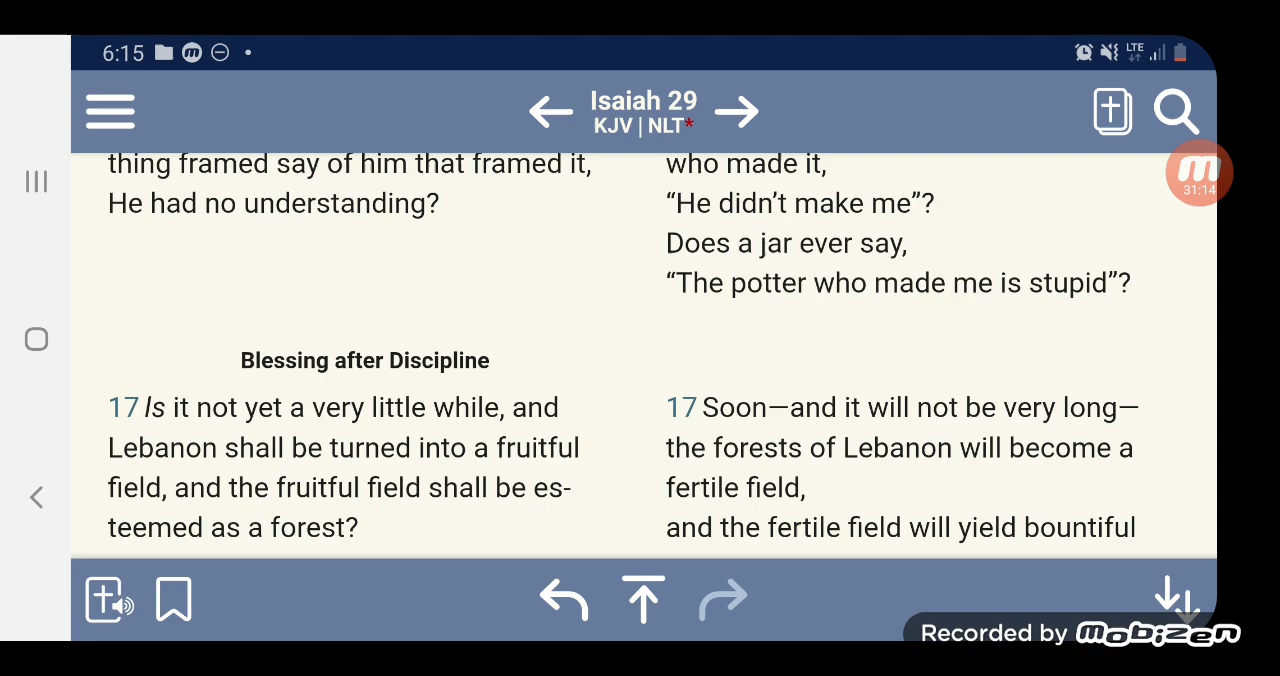 6:15
LTE
Isaiah 29
KJV | NLT*
31:14
thing framed say of him that framed it,
He had no understanding?
who made it,
“He didn’t make me”?
Does a jar ever say,
“The potter who made me is stupid”?
Blessing after Discipline
17 Is it not yet a very little while, and
Lebanon shall be turned into a fruitful
field, and the fruitful field shall be es-
teemed as a forest?
17 Soon—and it will not be very long—
the forests of Lebanon will become a
fertile field,
and the fertile field will yield bountiful
Recorded by Mobizen